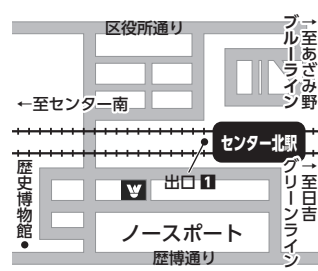 区役所通り
ブルーライン
→至あざみ野
←至センター南
センター北駅
出口 1
歴史博物館●
グリーンライン
→至日吉
ノースポート
歴博通り